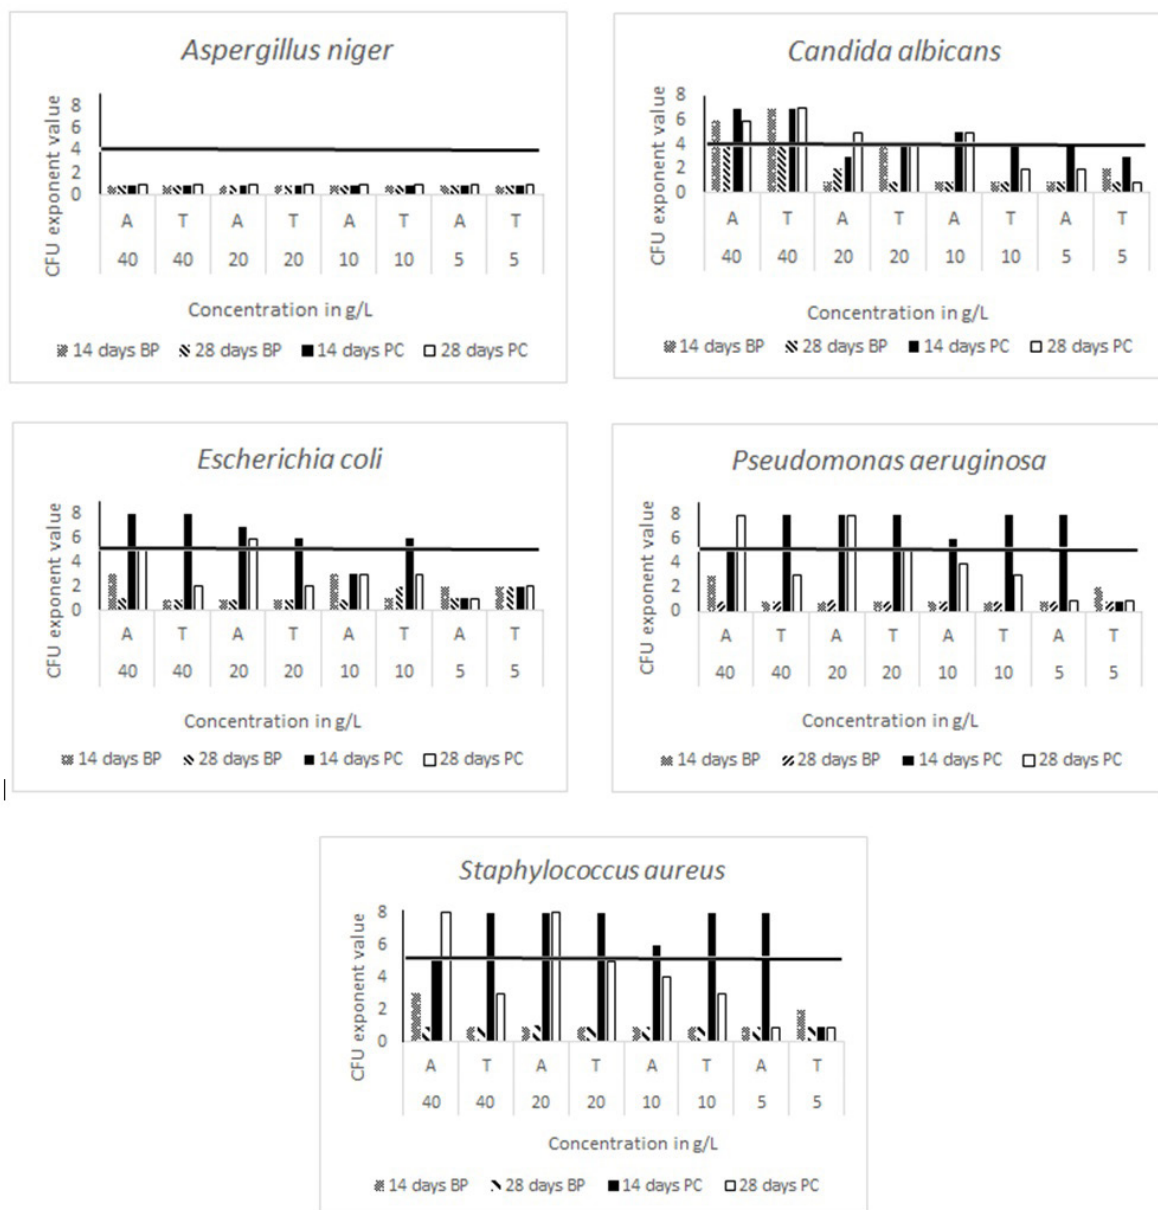 Aspergillus niger
CFU exponent value
8
6
4
2
0
A T A T A T A T
40 40 20 20 10 10 5 5
Concentration in g/L
14 days BP 28 days BP 14 days PC 28 days PC
Candida albicans
CFU exponent value
8
6
4
2
0
A T A T A T A T
40 40 20 20 10 10 5 5
Concentration in g/L
14 days BP 28 days BP 14 days PC 28 days PC
Escherichia coli
CFU exponent value
8
6
4
2
0
A T A T A T A T
40 40 20 20 10 10 5 5
Concentration in g/L
14 days BP 28 days BP 14 days PC 28 days PC
Pseudomonas aeruginosa
CFU exponent value
8
6
4
2
0
A T A T A T A T
40 40 20 20 10 10 5 5
Concentration in g/L
14 days BP 28 days BP 14 days PC 28 days PC
Staphylococcus aureus
CFU exponent value
8
6
4
2
0
A T A T A T A T
40 40 20 20 10 10 5 5
Concentration in g/L
14 days BP 28 days BP 14 days PC 28 days PC